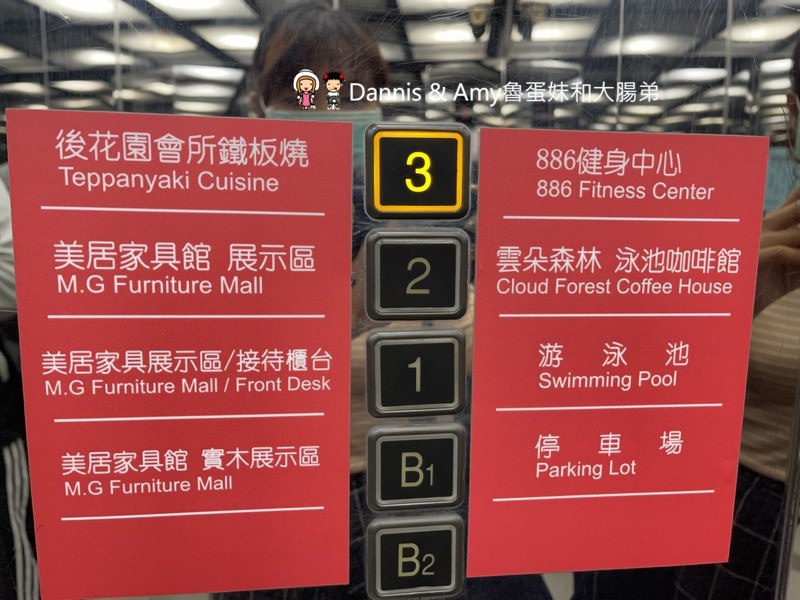 Dannis & Amy魯蛋妹和大腸弟
後花園會所鐵板燒
Teppanyaki Cuisine
美居家具館 展示區
M.G Furniture Mall
美居家具展示區/接待櫃台
M.G Furniture Mall / Front Desk
美居家具館 實木展示區
M.G Furniture Mall
3
2
1
B1
B2
886健身中心
886 Fitness Center
雲朵森林 泳池咖啡館
Cloud Forest Coffee House
游 泳 池
Swimming Pool
停 車 場
Parking Lot